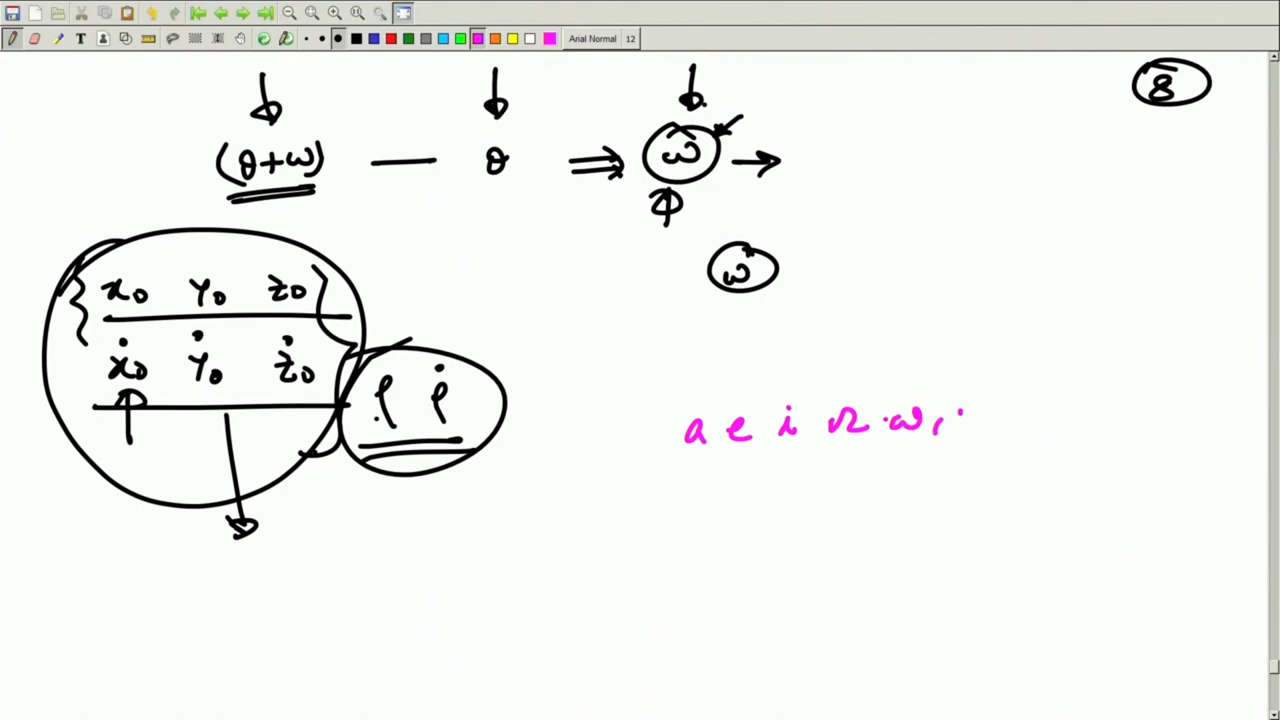 Arial Normal 12
8
(θ+ω) — θ ⇒ ω →
ω
x₀ y₀ z₀
ẋ₀ ẏ₀ ż₀
ρ ρ̇
a e i Ω ω,